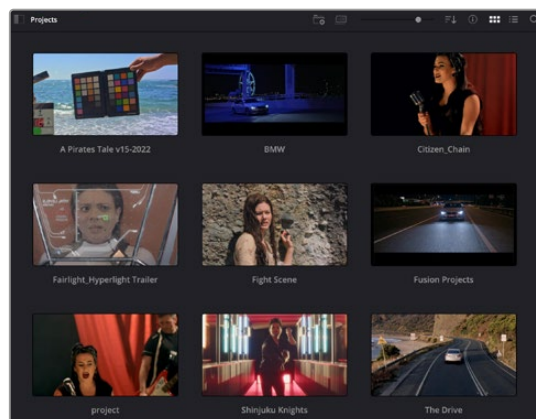 Projects
A Pirates Tale v15-2022
BMW
Citizen_Chain
Fairlight_Hyperlight Trailer
Fight Scene
Fusion Projects
project
Shinjuku Knights
The Drive